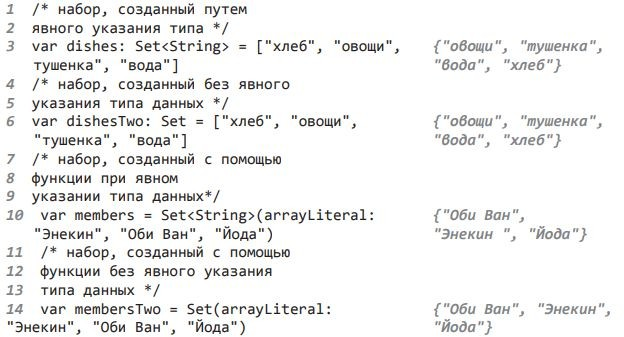 1 /* набор, созданный путем
2 явного указания типа */
3 var dishes: Set<String> = ["хлеб", "овощи", {"овощи", "тушенка",
тушенка", "вода"] "вода", "хлеб"}
4 /* набор, созданный без явного
5 указания типа данных */
6 var dishesTwo: Set = ["хлеб", "овощи", {"овощи", "тушенка",
"тушенка", "вода"] "вода", "хлеб"}
7 /* набор, созданный с помощью
8 функции при явном
9 указании типа данных*/
10 var members = Set<String>(arrayLiteral: {"Оби Ван",
"Энекин", "Оби Ван", "Йода") "Энекин ", "Йода"}
11 /* набор, созданный с помощью
12 функции без явного указания
13 типа данных */
14 var membersTwo = Set(arrayLiteral: {"Оби Ван", "Энекин",
"Энекин", "Оби Ван", "Йода") "Йода"}